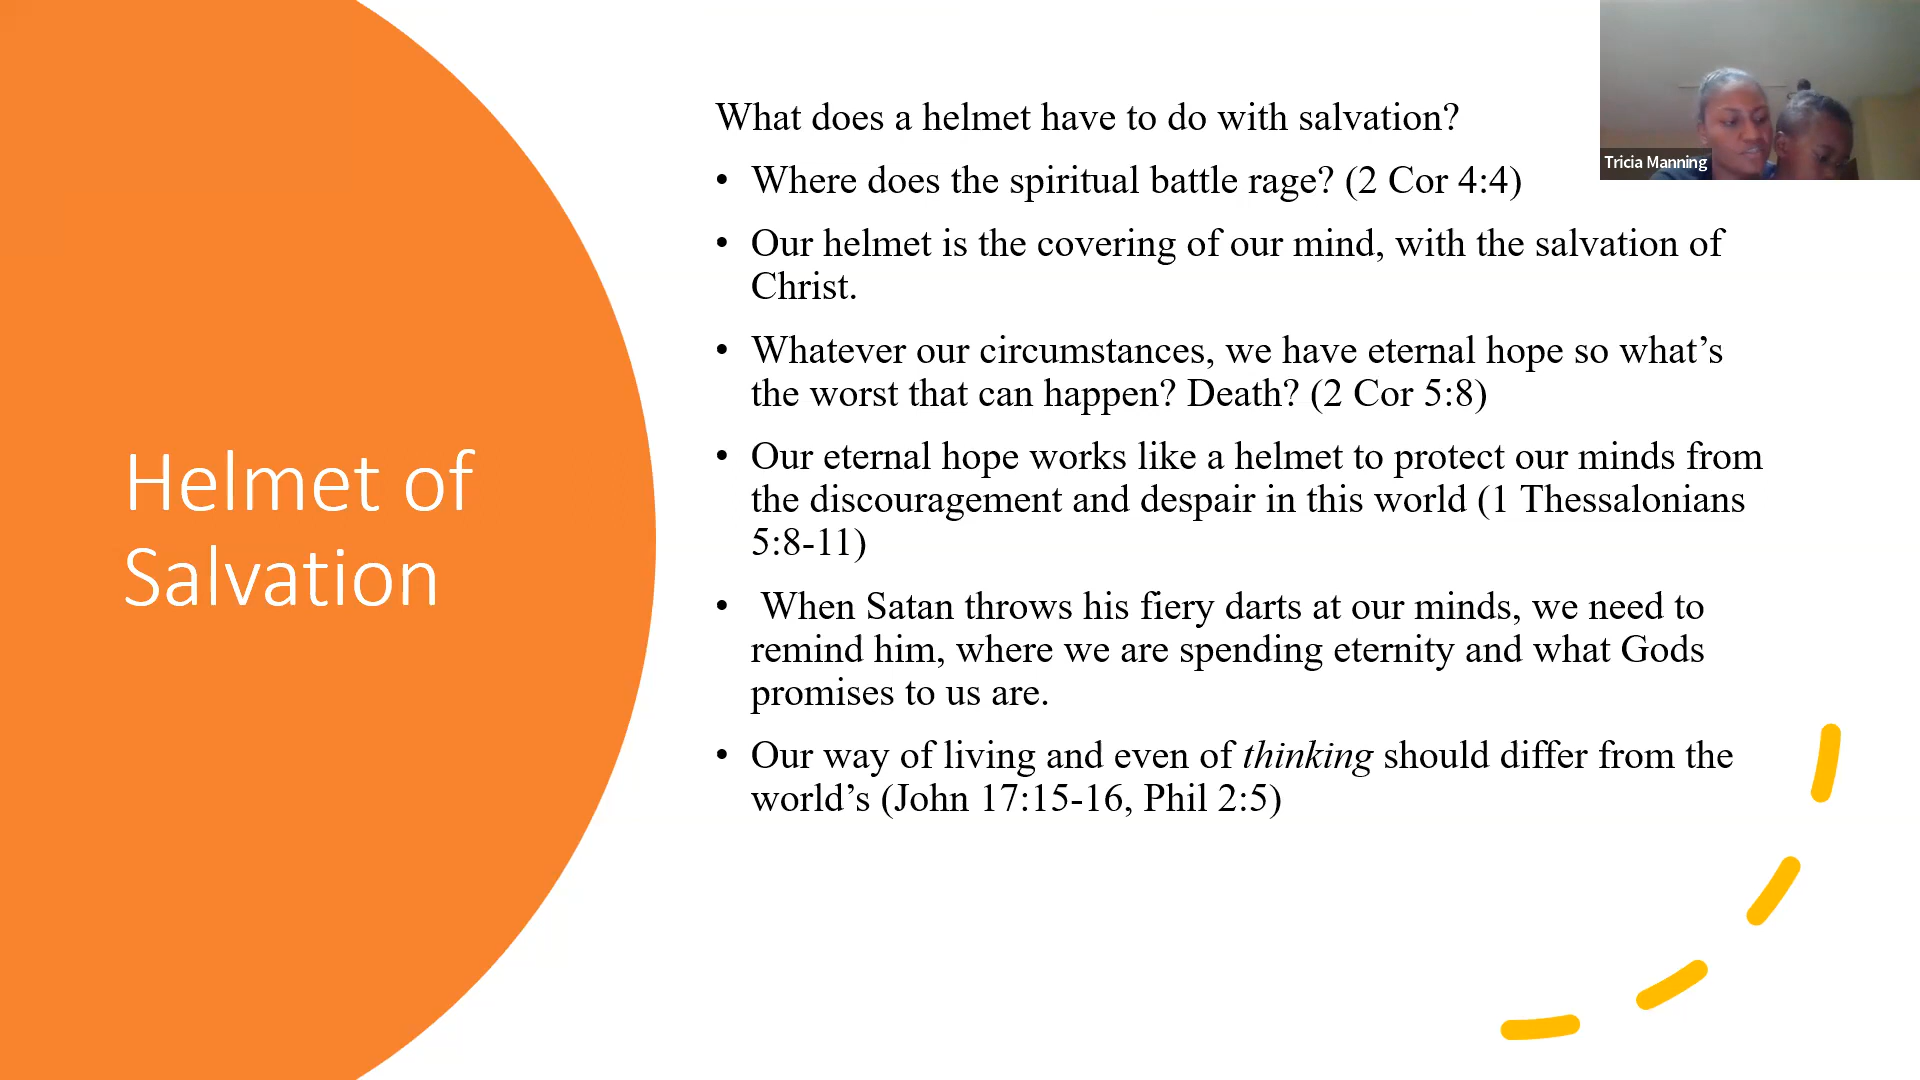 Helmet of
Salvation
What does a helmet have to do with salvation?
• Where does the spiritual battle rage? (2 Cor 4:4)
• Our helmet is the covering of our mind, with the salvation of
Christ.
• Whatever our circumstances, we have eternal hope so what’s
the worst that can happen? Death? (2 Cor 5:8)
• Our eternal hope works like a helmet to protect our minds from
the discouragement and despair in this world (1 Thessalonians
5:8-11)
• When Satan throws his fiery darts at our minds, we need to
remind him, where we are spending eternity and what Gods
promises to us are.
• Our way of living and even of thinking should differ from the
world’s (John 17:15-16, Phil 2:5)
Tricia Manning